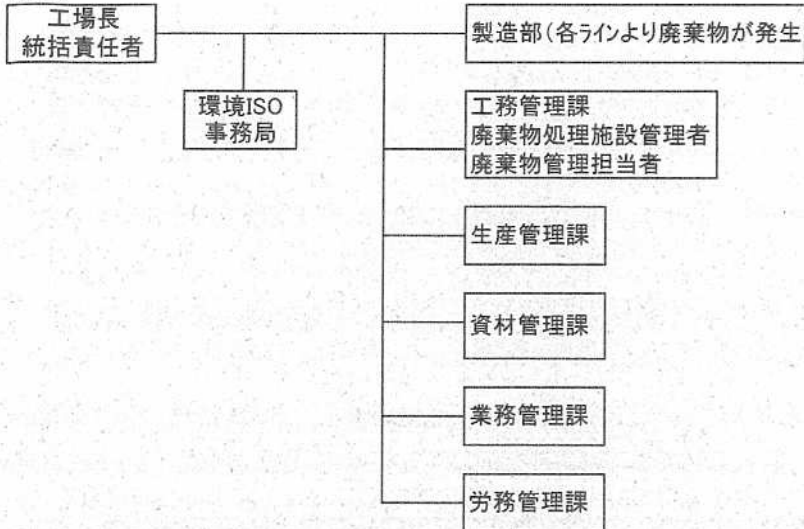 工場長
統括責任者
製造部(各ラインより廃棄物が発生
環境ISO
事務局
工務管理課
廃棄物処理施設管理者
廃棄物管理担当者
生産管理課
資材管理課
業務管理課
労務管理課